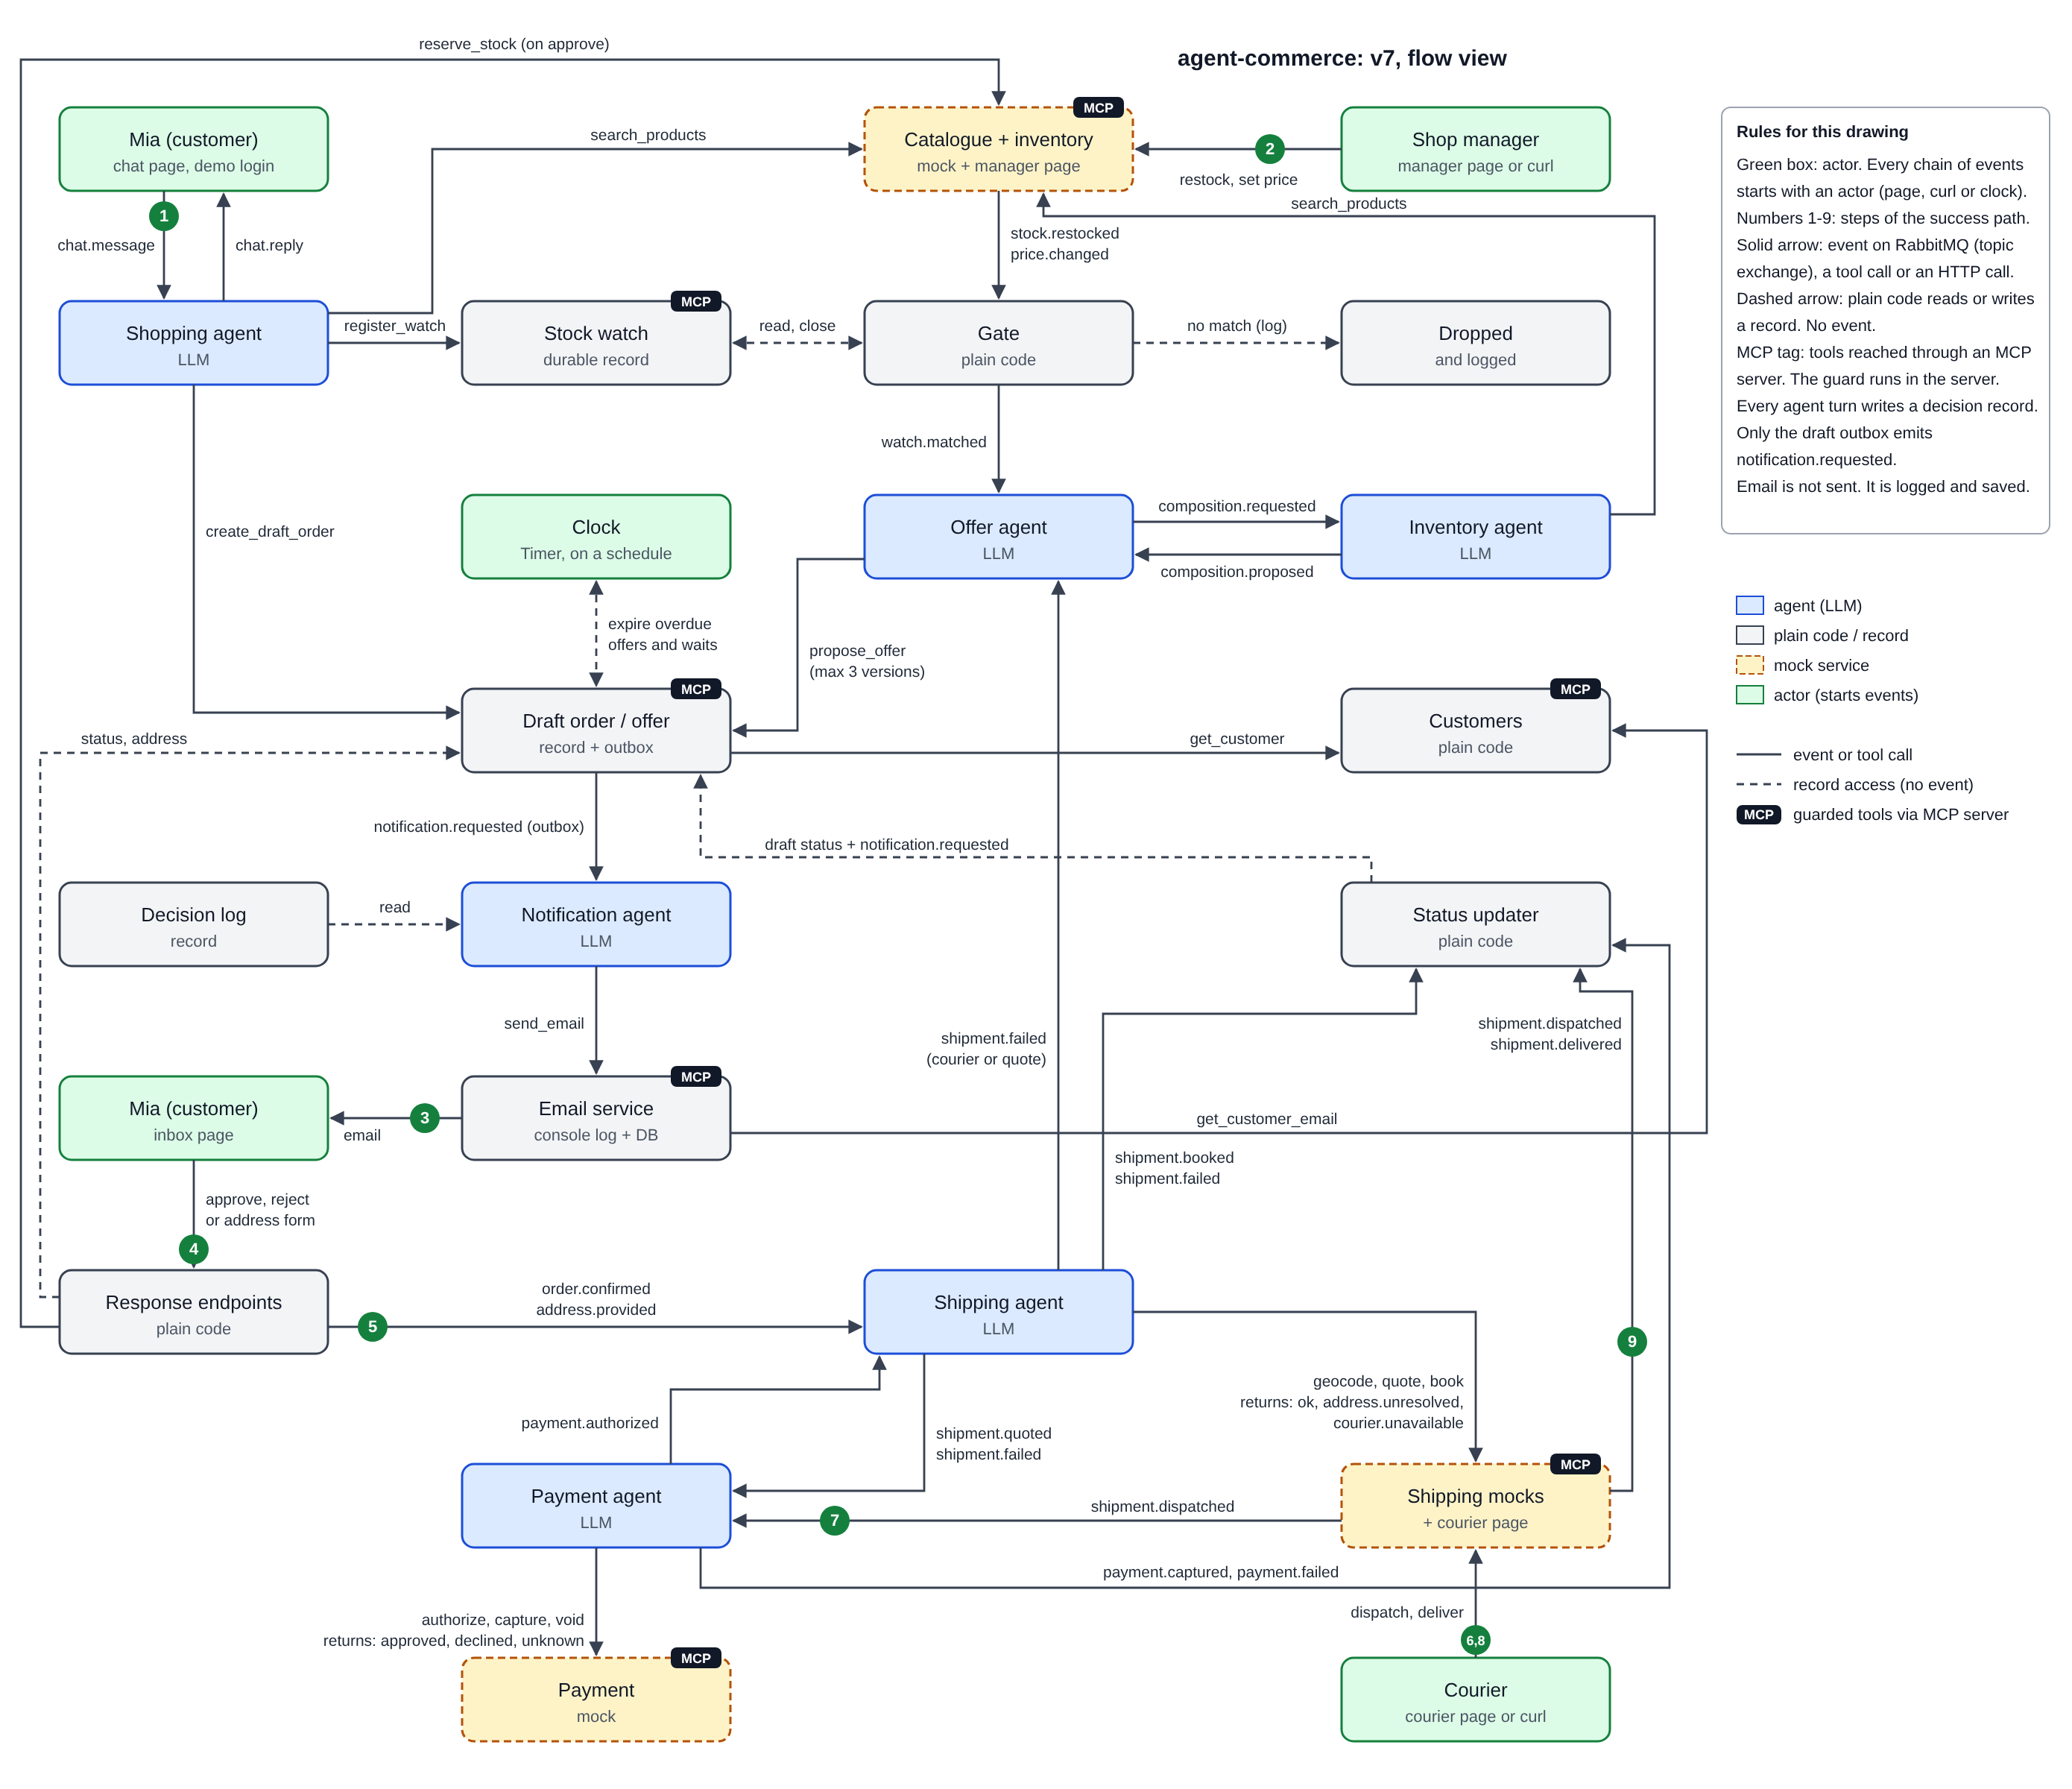 reserve_stock (on approve)
agent-commerce: v7, flow view
MCP
Mia (customer)
chat page, demo login
search_products
Catalogue + inventory
mock + manager page
2
restock, set price
Shop manager
manager page or curl
Rules for this drawing
Green box: actor. Every chain of events
starts with an actor (page, curl or clock).
Numbers 1-9: steps of the success path.
Solid arrow: event on RabbitMQ (topic
exchange), a tool call or an HTTP call.
Dashed arrow: plain code reads or writes
a record. No event.
MCP tag: tools reached through an MCP
server. The guard runs in the server.
Every agent turn writes a decision record.
Only the draft outbox emits
notification.requested.
Email is not sent. It is logged and saved.
1
chat.message
chat.reply
stock.restocked
price.changed
search_products
Shopping agent
LLM
register_watch
MCP
Stock watch
durable record
read, close
Gate
plain code
no match (log)
Dropped
and logged
watch.matched
create_draft_order
Clock
Timer, on a schedule
Offer agent
LLM
composition.requested
composition.proposed
Inventory agent
LLM
agent (LLM)
plain code / record
mock service
actor (starts events)
expire overdue
offers and waits
propose_offer
(max 3 versions)
status, address
MCP
Draft order / offer
record + outbox
get_customer
MCP
Customers
plain code
event or tool call
record access (no event)
MCP
guarded tools via MCP server
notification.requested (outbox)
draft status + notification.requested
Decision log
record
read
Notification agent
LLM
Status updater
plain code
send_email
shipment.failed
(courier or quote)
shipment.dispatched
shipment.delivered
Mia (customer)
inbox page
3
email
MCP
Email service
console log + DB
get_customer_email
shipment.booked
shipment.failed
approve, reject
or address form
4
Response endpoints
plain code
5
order.confirmed
address.provided
Shipping agent
LLM
9
payment.authorized
shipment.quoted
shipment.failed
geocode, quote, book
returns: ok, address.unresolved,
courier.unavailable
Payment agent
LLM
7
shipment.dispatched
MCP
Shipping mocks
+ courier page
payment.captured, payment.failed
authorize, capture, void
returns: approved, declined, unknown
dispatch, deliver
6,8
MCP
Payment
mock
Courier
courier page or curl